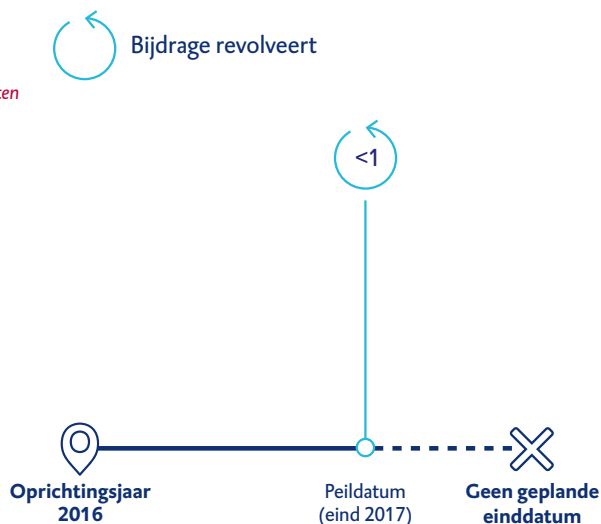 Bijdrage revolveert
<1
Oprichtingsjaar
2016
Peildatum
(eind 2017)
Geen geplande
einddatum